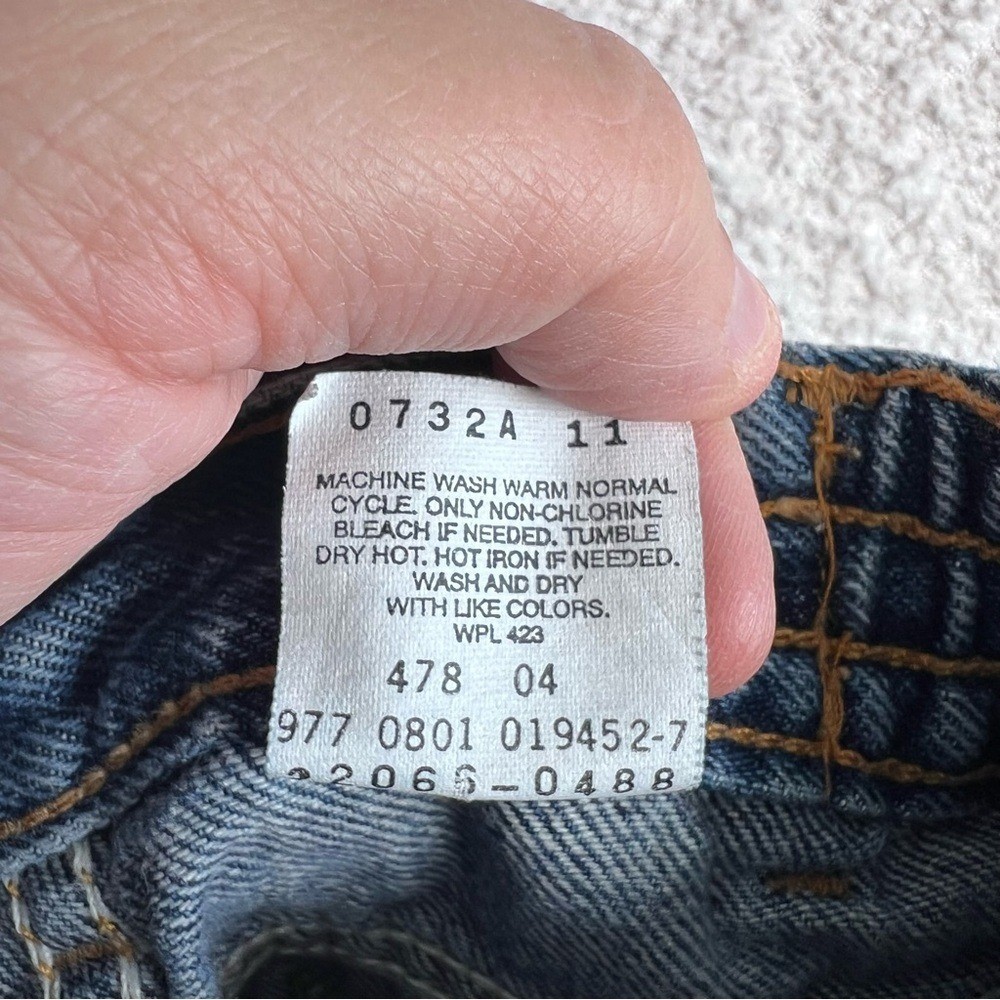 0732A 11
MACHINE WASH WARM NORMAL
CYCLE. ONLY NON-CHLORINE
BLEACH IF NEEDED. TUMBLE
DRY HOT. HOT IRON IF NEEDED.
WASH AND DRY
WITH LIKE COLORS.
WPL 423
478 04
977 0801 019452-7